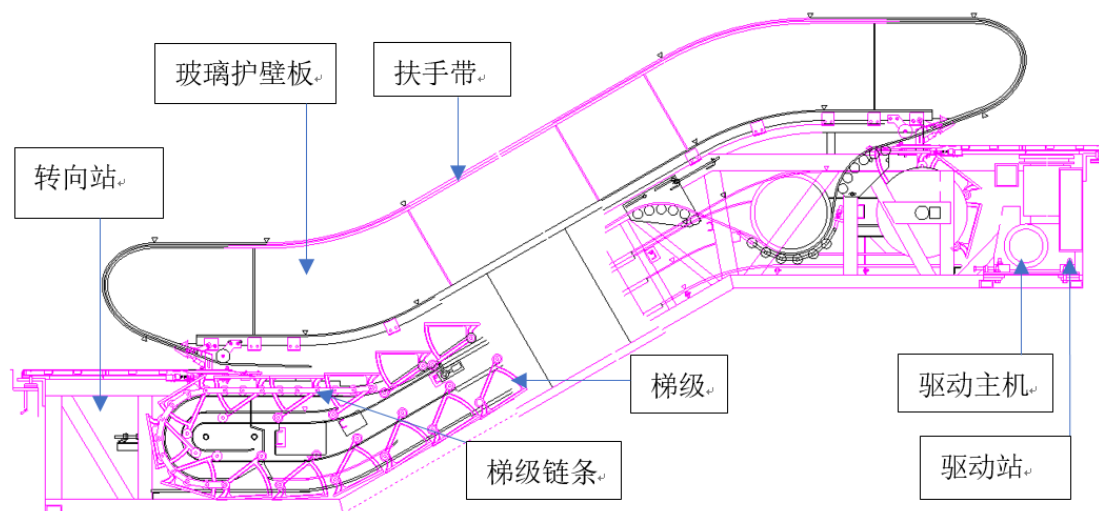 玻璃护壁板
扶手带
转向站
梯级
驱动主机
梯级链条
驱动站